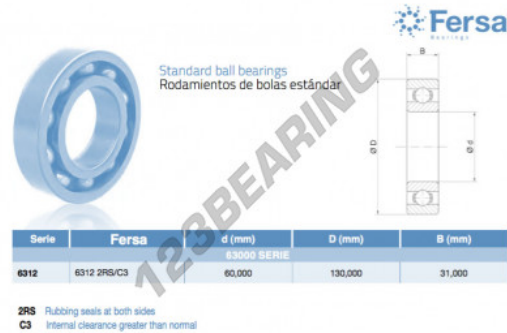 Fersa
Bearings
Standard ball bearings
Rodamientos de bolas estándar
B
Ø D
Ø d
123BEARING
Serie Fersa d (mm) D (mm) B (mm)
63000 SERIE
6312 6312 2RS/C3 60,000 130,000 31,000
2RS Rubbing seals at both sides
C3 Internal clearance greater than normal